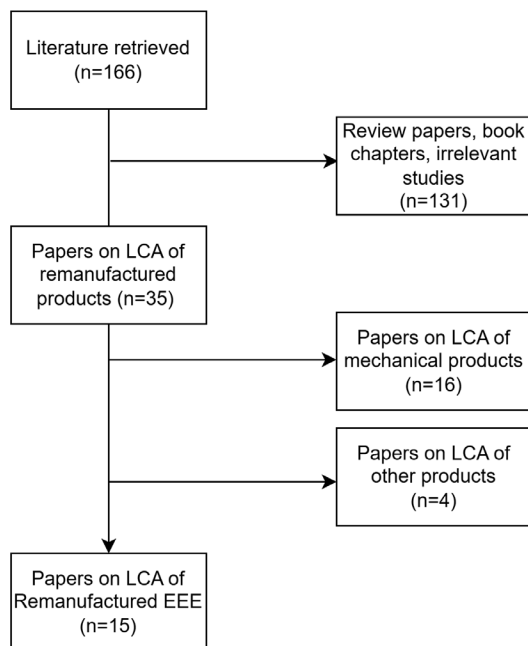 Literature retrieved
(n=166)
Review papers, book
chapters, irrelevant
studies
(n=131)
Papers on LCA of
remanufactured
products (n=35)
Papers on LCA of
mechanical products
(n=16)
Papers on LCA of
other products
(n=4)
Papers on LCA of
Remanufactured EEE
(n=15)